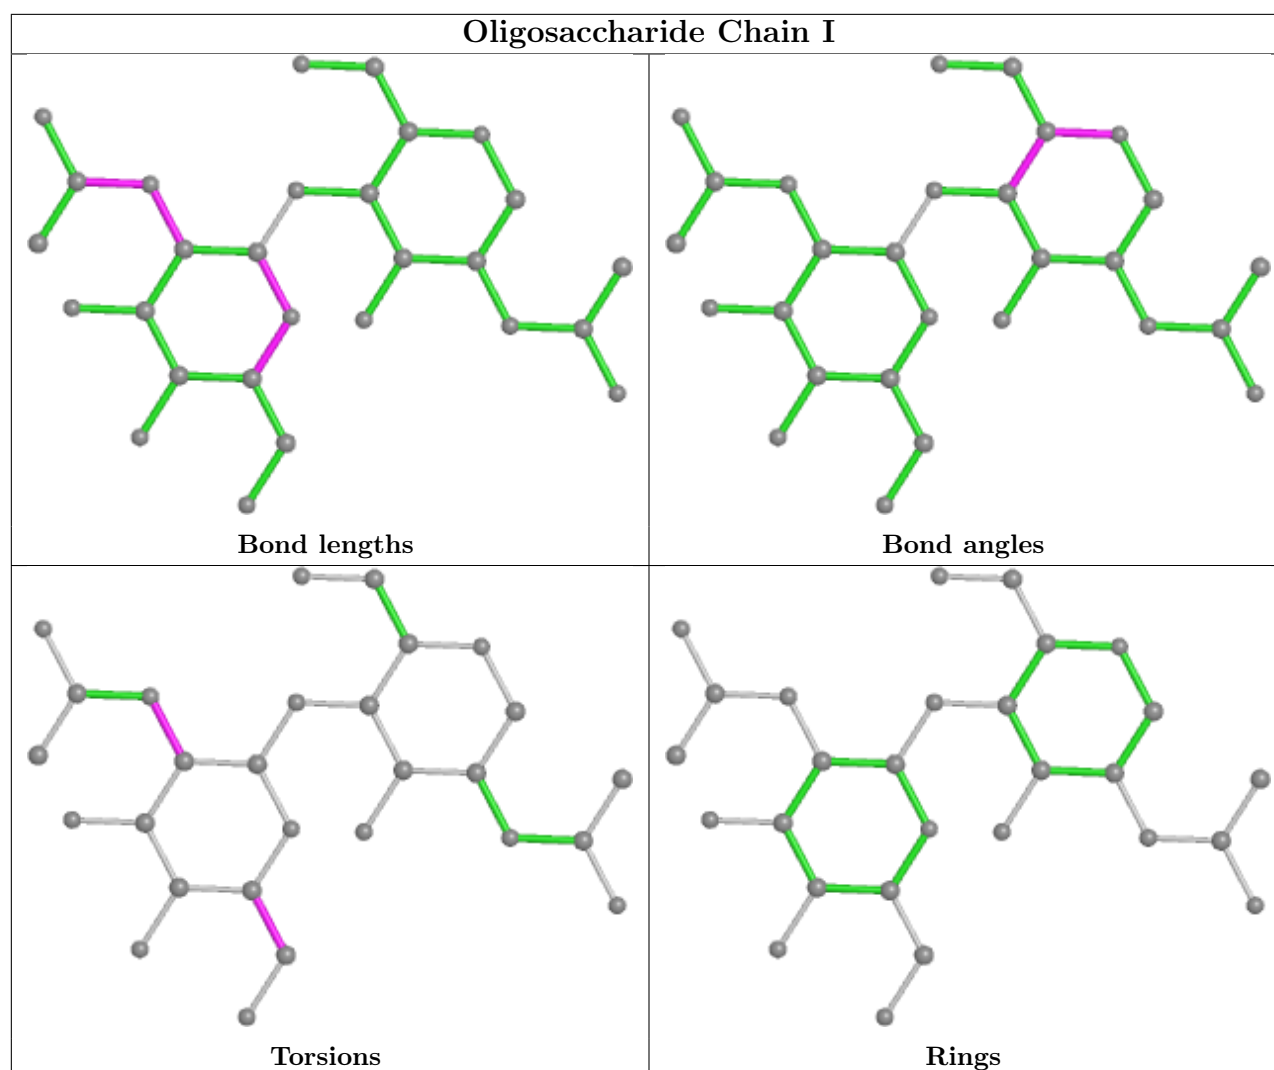 Oligosaccharide Chain I
Bond lengths
Bond angles
Torsions
Rings